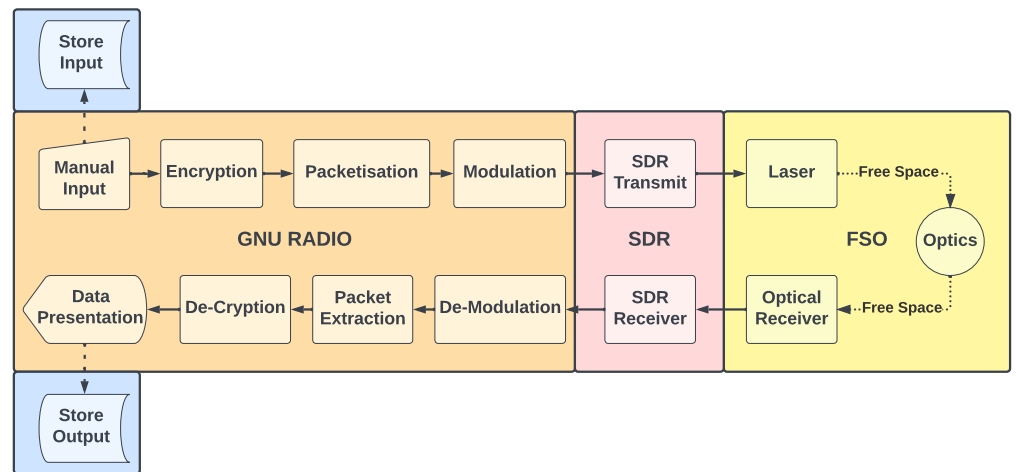 Store
Input
Manual
Input
Encryption
Packetisation
Modulation
SDR
Transmit
Laser
Free Space
GNU RADIO
SDR
FSO
Optics
Data
Presentation
De-Cryption
Packet
Extraction
De-Modulation
SDR
Receiver
Optical
Receiver
Free Space
Store
Output